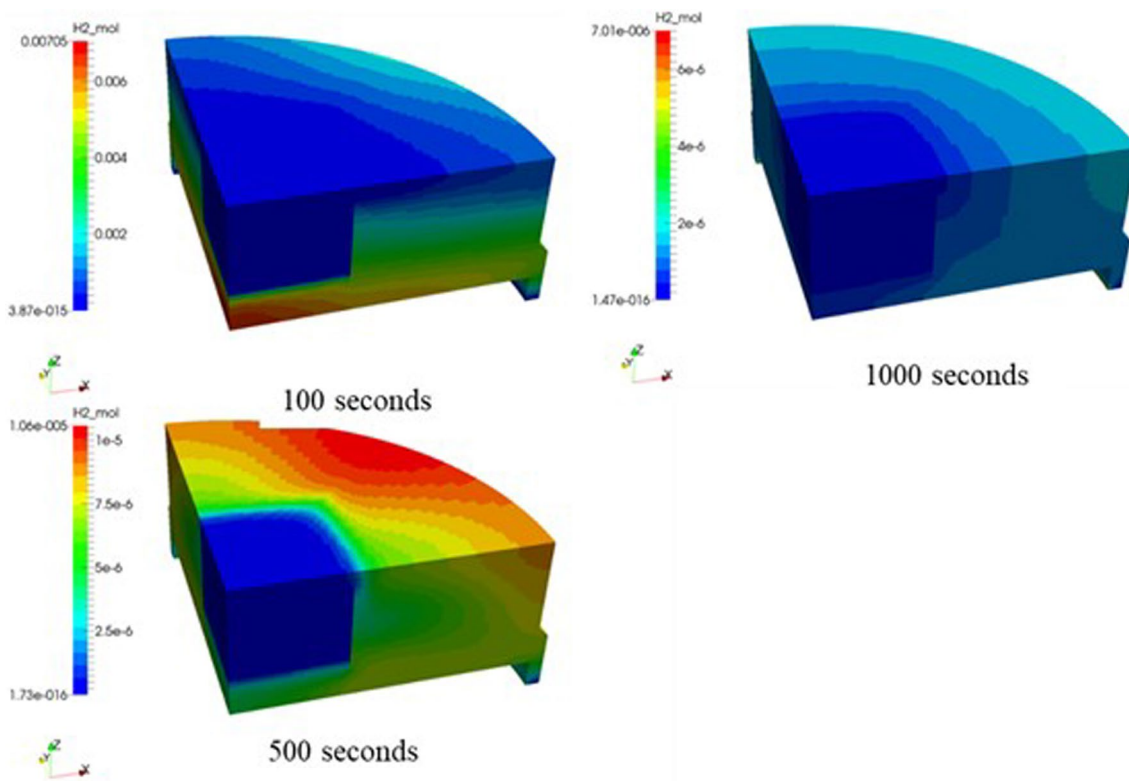 H2_mol
0.00705
0.006
0.004
0.002
3.87e-015
Z
Y
X
100 seconds
H2_mol
7.01e-006
6e-6
4e-6
2e-6
1.47e-016
Z
Y
X
1000 seconds
H2_mol
1.06e-005
1e-5
7.5e-6
5e-6
2.5e-6
1.73e-016
Z
Y
X
500 seconds